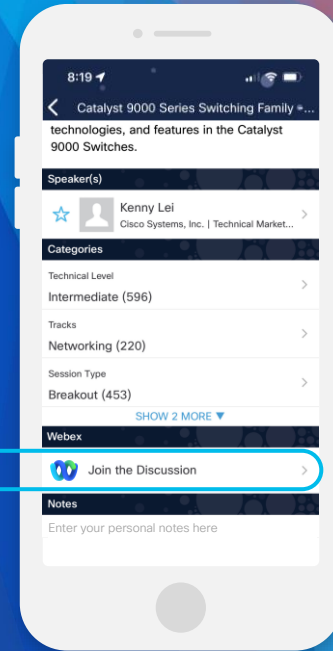 8:19
Catalyst 9000 Series Switching Family ...
technologies, and features in the Catalyst
9000 Switches.
Speaker(s)
Kenny Lei
Cisco Systems, Inc. | Technical Market...
Categories
Technical Level
Intermediate (596)
Tracks
Networking (220)
Session Type
Breakout (453)
SHOW 2 MORE ▼
Webex
Join the Discussion
Notes
Enter your personal notes here